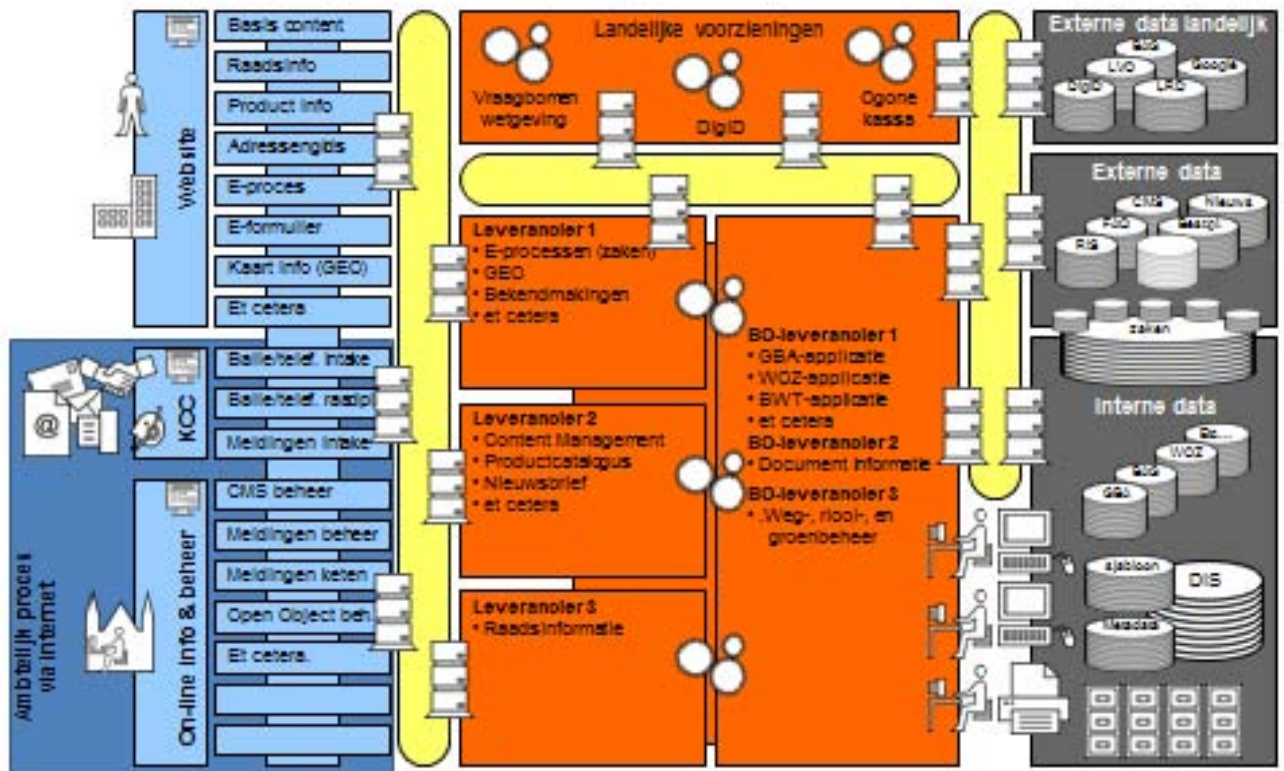 Website
Basis content
RaadsInfo
Product Info
Adressengids
E-proces
E-formulier
Kaart Info (GEO)
Et cetera
Ambtelijk proces
via Internet
KCC
Balie/telef. Intake
Balie/telef. raadpl
Meldingen Intake
On-line Info & beheer
CMS beheer
Meldingen beheer
Meldingen keten
Open Object beh.
Et cetera.
Landelijke voorzieningen
Vraagbomen
wetgeving
DigID
Ogone
kassa
Leverancier 1
• E-processen (zaken)
• GEO
• Bekendmakingen
• et cetera
Leverancier 2
• Content Management
• Productcatalogus
• Nieuwsbrief
• et cetera
Leverancier 3
• RaadsInformatie
BO-leverancier 1
• GBA-applicatie
• WOZ-applicatie
• BWT-applicatie
• et cetera
BO-leverancier 2
• Document Informatie
BO-leverancier 3
• .Weg-, riool-, en
groenbeheer
Externe data landelijk
Google
DigID
Externe data
CMS
Nieuws
RIS
zaken
Interne data
WOZ
GBA
sjabloon
DIS
Metadata
@